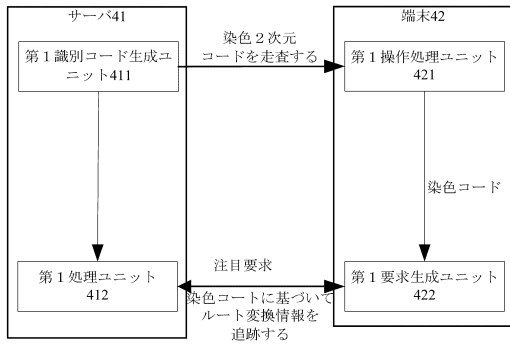 サーバ41
端末42
第1識別コード生成ユ
ニット411
染色2次元
コードを走査する
第1操作処理ユニット
421
染色コード
第1処理ユニット
412
注目要求
染色コートに基づいて
ルート変換情報を
追跡する
第1要求生成ユニット
422